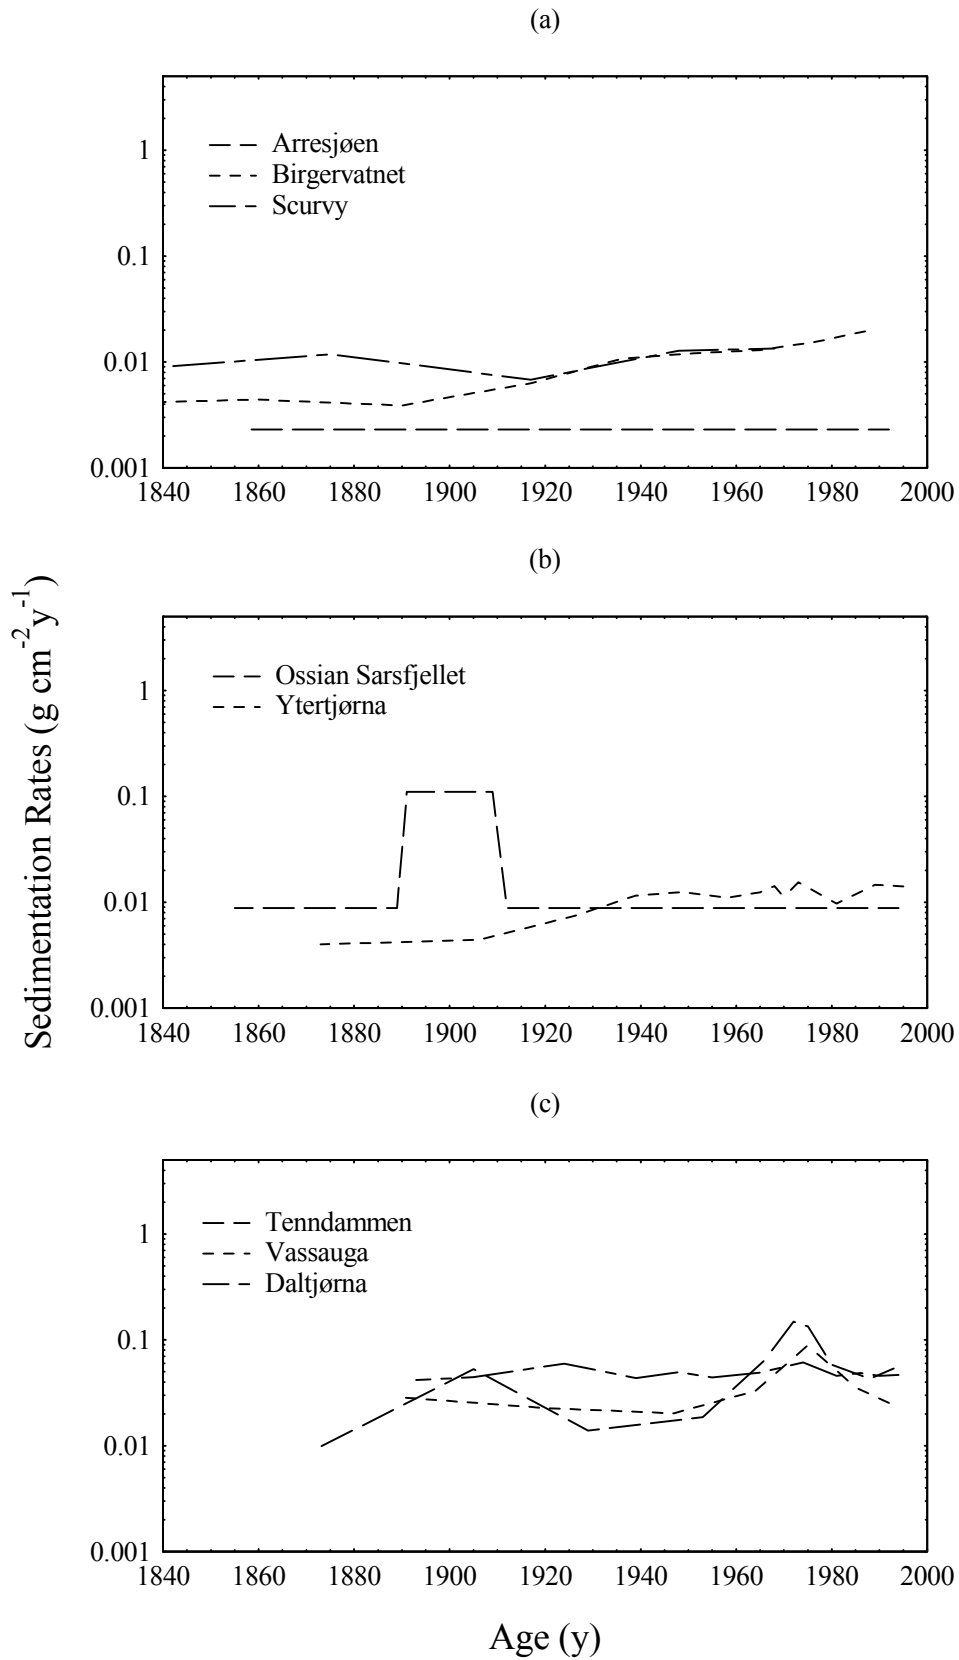 (a)
Arresjøen
Birgervatnet
Scurvy
1
0.1
0.01
0.001
1840 1860 1880 1900 1920 1940 1960 1980 2000
(b)
Ossian Sarsfjellet
Ytertjørna
1
0.1
0.01
0.001
1840 1860 1880 1900 1920 1940 1960 1980 2000
Sedimentation Rates (g cm-2y-1)
(c)
Tenndammen
Vassauga
Daltjørna
1
0.1
0.01
0.001
1840 1860 1880 1900 1920 1940 1960 1980 2000
Age (y)